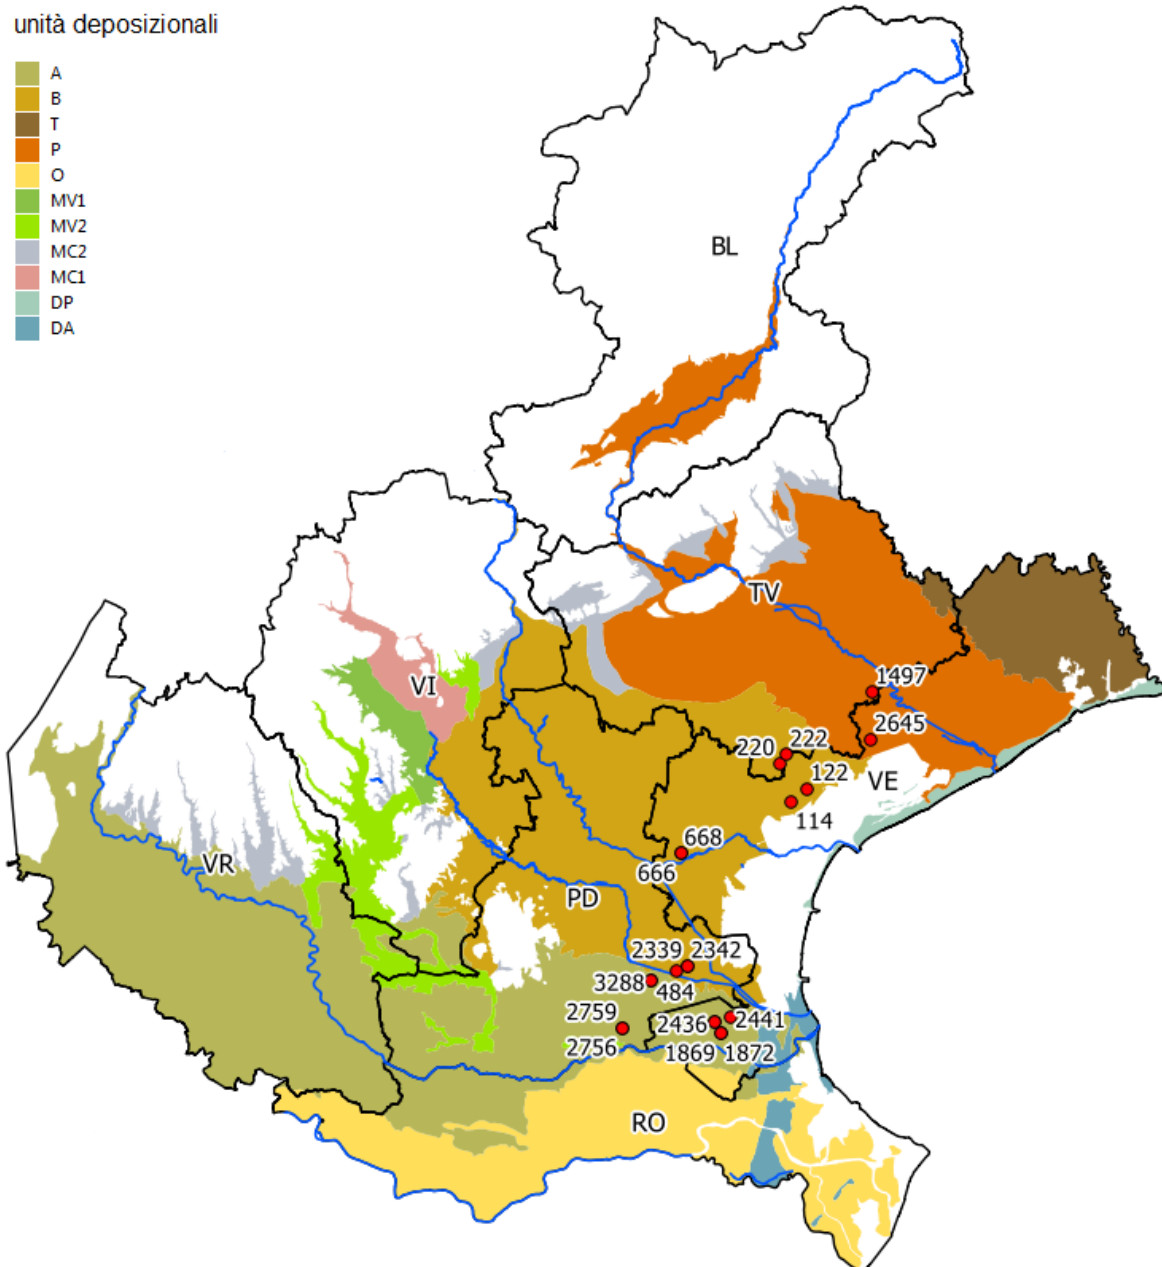 unità deposizionali
A
B
T
P
O
MV1
MV2
MC2
MC1
DP
DA
BL
TV
VI
1497
2645
222
220
122
VE
114
668
666
VR
PD
2339 2342
3288 484
2759
2436 2441
2756
1869 1872
RO